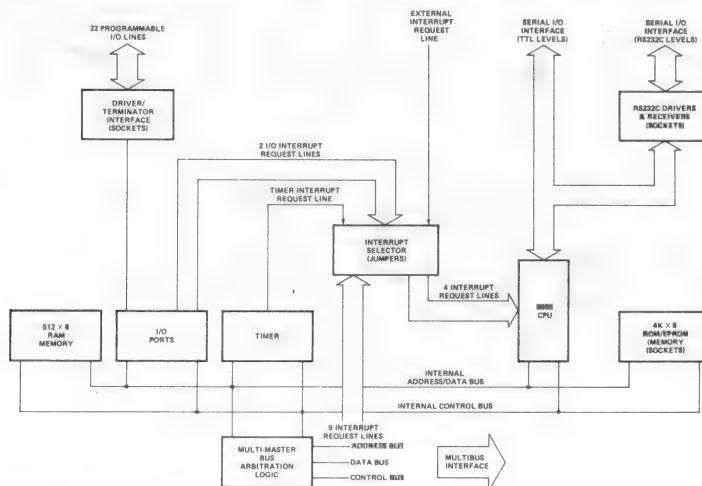 22 PROGRAMMABLE
I/O LINES
EXTERNAL
INTERRUPT
REQUEST
LINE
SERIAL I/O
INTERFACE
(TTL LEVELS)
SERIAL I/O
INTERFACE
(RS232C LEVELS)
DRIVER/
TERMINATOR
INTERFACE
(SOCKETS)
RS232C DRIVERS
& RECEIVERS
(SOCKETS)
2 I/O INTERRUPT
REQUEST LINES
TIMER INTERRUPT
REQUEST LINE
INTERRUPT
SELECTOR
(JUMPERS)
4 INTERRUPT
REQUEST LINES
CPU
512 × 8
RAM
MEMORY
I/O
PORTS
TIMER
4K × 8
ROM/EPROM
(MEMORY
(SOCKETS)
INTERNAL
ADDRESS/DATA BUS
INTERNAL CONTROL BUS
9 INTERRUPT
REQUEST LINES
MULTI-MASTER
BUS
ARBITRATION
LOGIC
ADDRESS BUS
DATA BUS
CONTROL BUS
MULTIBUS
INTERFACE